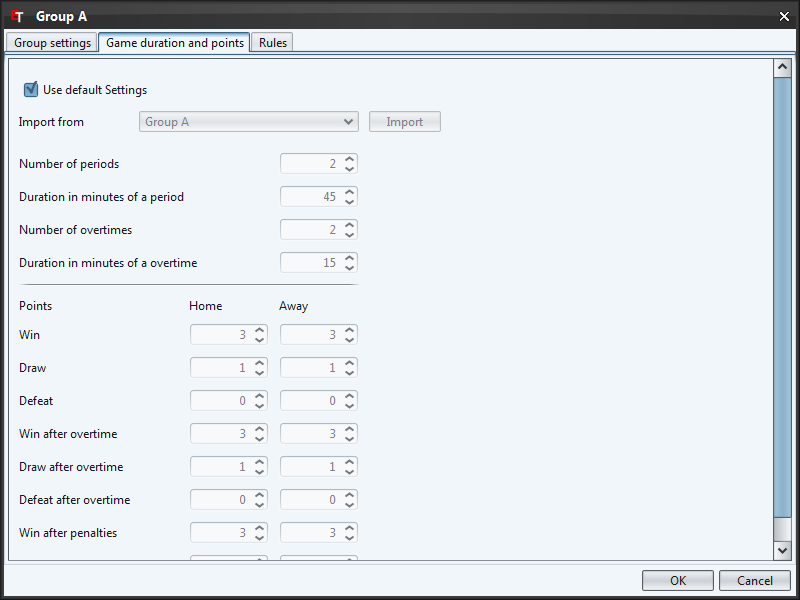 ET Group A
Group settings Game duration and points Rules
Use default Settings
Import from Group A Import
Number of periods 2
Duration in minutes of a period 45
Number of overtimes 2
Duration in minutes of a overtime 15
Points Home Away
Win 3 3
Draw 1 1
Defeat 0 0
Win after overtime 3 3
Draw after overtime 1 1
Defeat after overtime 0 0
Win after penalties 3 3
OK Cancel